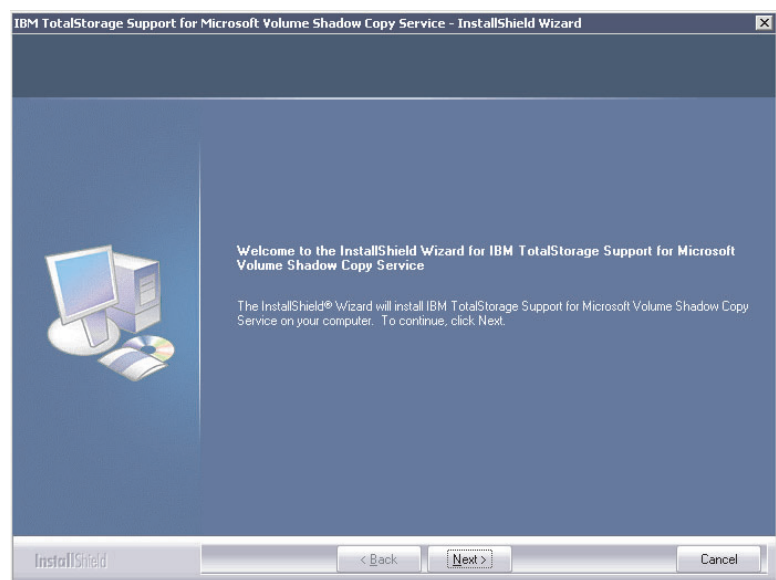 IBM TotalStorage Support for Microsoft Volume Shadow Copy Service - InstallShield Wizard
Welcome to the InstallShield Wizard for IBM TotalStorage Support for Microsoft
Volume Shadow Copy Service
The InstallShield® Wizard will install IBM TotalStorage Support for Microsoft Volume Shadow Copy
Service on your computer. To continue, click Next.
InstallShield
< Back
Next >
Cancel